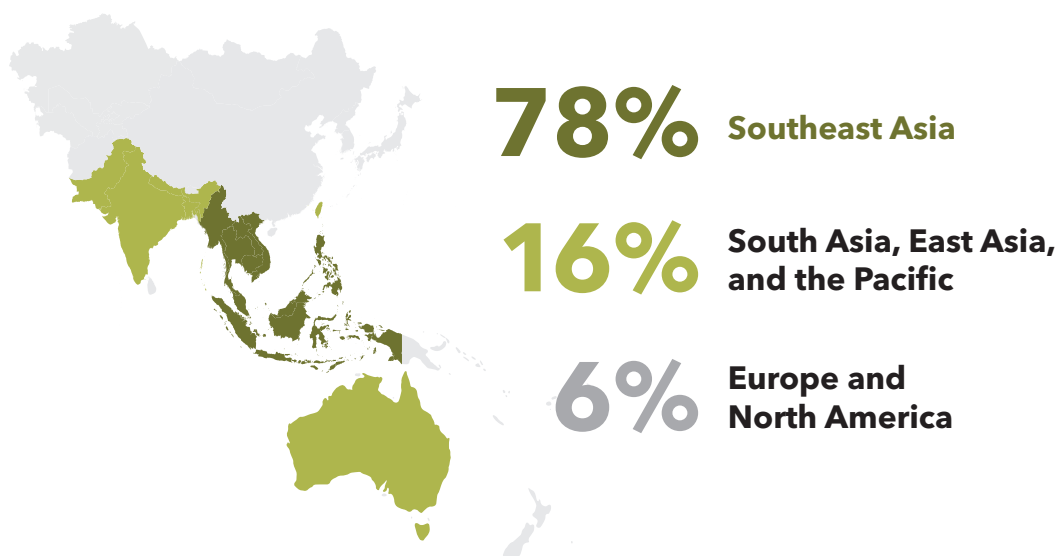 78%
Southeast Asia
16%
South Asia, East Asia,
and the Pacific
6%
Europe and
North America